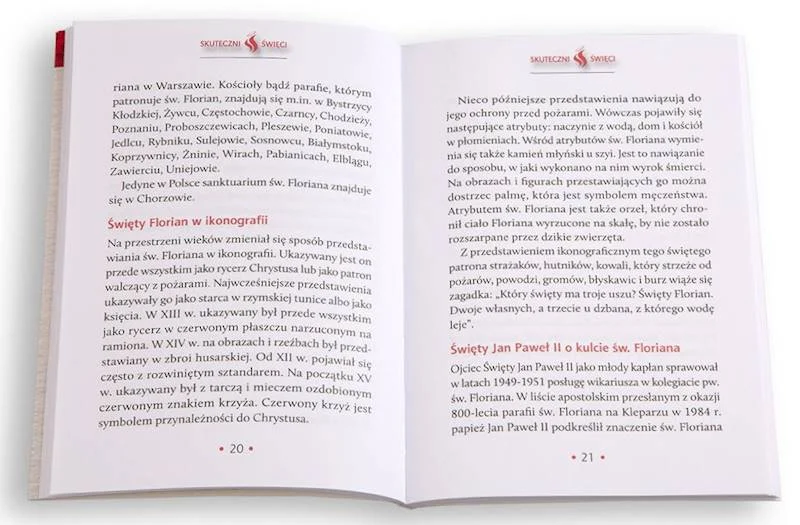 SKUTECZNI ŚWIĘCI
riana w Warszawie. Kościoły bądź parafie, którym
patronuje św. Florian, znajdują się m.in. w Bystrzycy
Kłodzkiej, Żywcu, Częstochowie, Czarncy, Chodzieży,
Poznaniu, Proboszczewicach, Pleszewie, Poniatowie,
Jedlcu, Rybniku, Sulejowie, Sosnowcu, Białymstoku,
Koprzywnicy, Żninie, Wirach, Pabianicach, Elblągu,
Zawierciu, Uniejowie.
Jedyne w Polsce sanktuarium św. Floriana znajduje
się w Chorzowie.
Święty Florian w ikonografii
Na przestrzeni wieków zmieniał się sposób przedsta-
wiania św. Floriana w ikonografii. Ukazywany jest on
przede wszystkim jako rycerz Chrystusa lub jako patron
walczący z pożarami. Najwcześniejsze przedstawienia
ukazywały go jako starca w rzymskiej tunice albo jako
księcia. W XIII w. ukazywany był przede wszystkim
jako rycerz w czerwonym płaszczu narzuconym na
ramiona. W XIV w. na obrazach i rzeźbach był przed-
stawiany w zbroi husarskiej. Od XII w. pojawiał się
często z rozwiniętym sztandarem. Na początku XV
w. ukazywany był z tarczą i mieczem ozdobionym
czerwonym znakiem krzyża. Czerwony krzyż jest
symbolem przynależności do Chrystusa.
• 20 •
SKUTECZNI ŚWIĘCI
Nieco późniejsze przedstawienia nawiązują do
jego ochrony przed pożarami. Wówczas pojawiły się
następujące atrybuty: naczynie z wodą, dom i kościół
w płomieniach. Wśród atrybutów św. Floriana wymie-
nia się także kamień młyński u szyi. Jest to nawiązanie
do sposobu, w jaki wykonano na nim wyrok śmierci.
Na obrazach i figurach przestawiających go można
dostrzec palmę, która jest symbolem męczeństwa.
Atrybutem św. Floriana jest także orzeł, który chro-
nił ciało Floriana wyrzucone na skałę, by nie zostało
rozszarpane przez dzikie zwierzęta.
Z przedstawieniem ikonograficznym tego świętego
patrona strażaków, hutników, kowali, który strzeże od
pożarów, powodzi, gromów, błyskawic i burz wiąże się
zagadka: „Który święty ma troje uszu? Święty Florian.
Dwoje własnych, a trzecie u dzbana, z którego wodę
leje”.
Święty Jan Paweł II o kulcie św. Floriana
Ojciec Święty Jan Paweł II jako młody kapłan sprawował
w latach 1949-1951 posługę wikariusza w kolegiacie pw.
św. Floriana. W liście apostolskim przesłanym z okazji
800-lecia parafii św. Floriana na Kleparzu w 1984 r.
papież Jan Paweł II podkreślił znaczenie św. Floriana
• 21 •